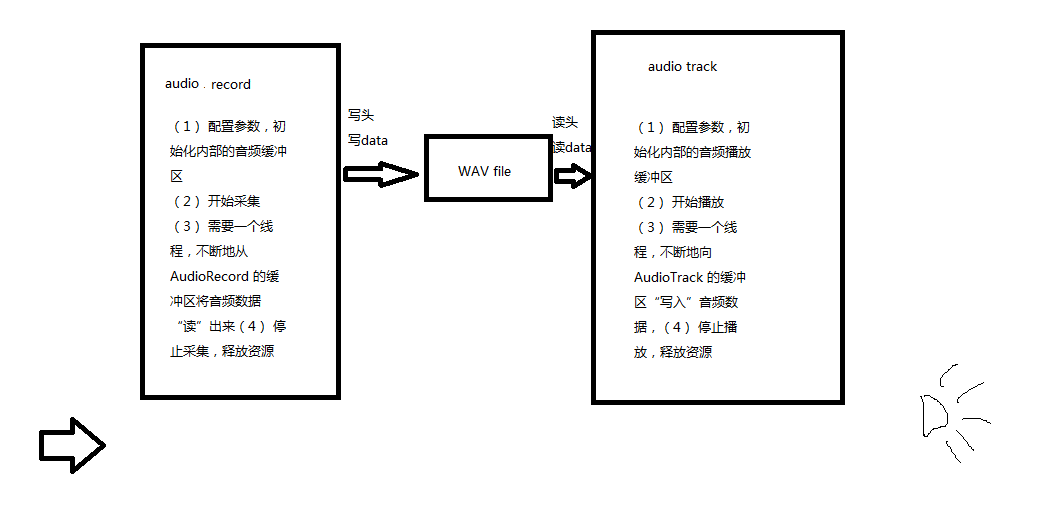 audio . record
（1） 配置参数，初
始化内部的音频缓冲
区
（2） 开始采集
（3） 需要一个线
程，不断地从
AudioRecord 的缓
冲区将音频数据
“读”出来（4） 停
止采集，释放资源
写头
写data
WAV file
读头
读data
audio track
（1） 配置参数，初
始化内部的音频播放
缓冲区
（2） 开始播放
（3） 需要一个线
程，不断地向
AudioTrack 的缓冲
区“写入”音频数
据，（4） 停止播
放，释放资源